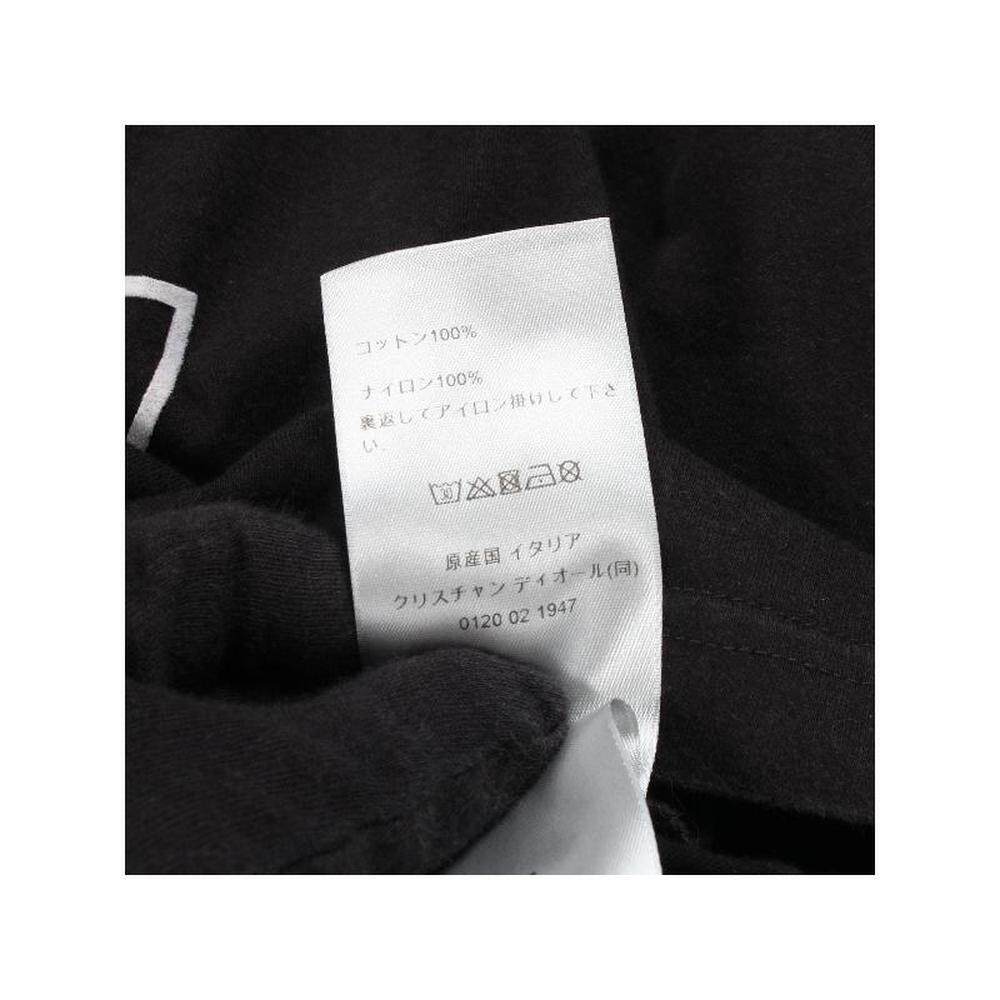 コットン100%
ナイロン100%
裏返してアイロン掛けして下さ
い。
原産国 イタリア
クリスチャン ディオール(同)
0120 02 1947